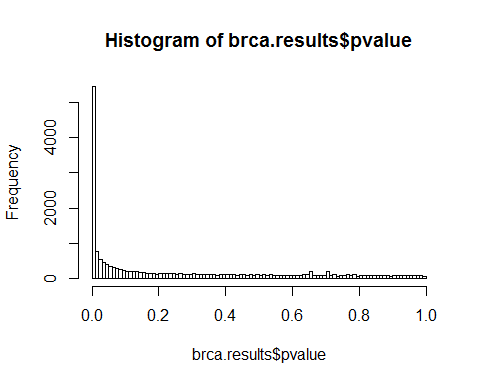 Histogram of brca.results$pvalue
Frequency
4000
2000
0
0.0 0.2 0.4 0.6 0.8 1.0
brca.results$pvalue